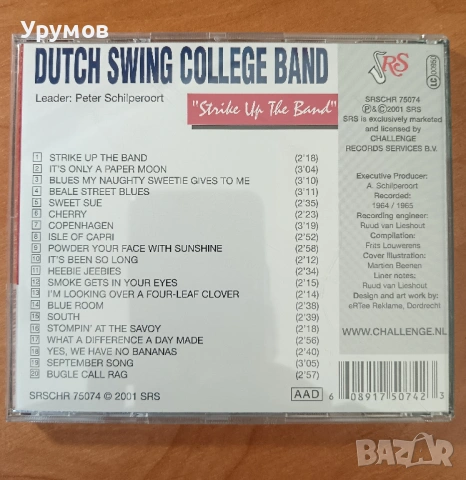 Урумов
DUTCH SWING COLLEGE BAND
Leader: Peter Schilperoort
"Strike Up The Band"
1 STRIKE UP THE BAND (2'18)
2 IT'S ONLY A PAPER MOON (3'04)
3 BLUES MY NAUGHTY SWEETIE GIVES TO ME (3'10)
4 BEALE STREET BLUES (3'11)
5 SWEET SUE (2'35)
6 CHERRY (2'23)
7 COPENHAGEN (3'19)
8 ISLE OF CAPRI (2'52)
9 POWDER YOUR FACE WITH SUNSHINE (2'58)
10 IT'S BEEN SO LONG (2'12)
11 HEEBIE JEEBIES (2'34)
12 SMOKE GETS IN YOUR EYES (2'15)
13 I'M LOOKING OVER A FOUR-LEAF CLOVER (2'14)
14 BLUE ROOM (2'38)
15 SOUTH (2'39)
16 STOMPIN' AT THE SAVOY (2'18)
17 WHAT A DIFFERENCE A DAY MADE (2'56)
18 YES, WE HAVE NO BANANAS (2'40)
19 SEPTEMBER SONG (3'05)
20 BUGLE CALL RAG (2'57)
SRSCHR 75074 © 2001 SRS
AAD
SRS
LC
SRSCHR 75074
℗&©2001 SRS
SRS is exclusively marketed
and licensed by
CHALLENGE
RECORDS SERVICES B.V.
Executive Producer:
A. Schilperoort
Recorded:
1964 / 1965
Recording engineer:
Ruud van Lieshout
Compilation:
Frits Louwerens
Cover Illustration:
Martien Beenen
Liner notes:
Ruud van Lieshout
Design and art work by:
eRTee Reklame, Dordrecht
WWW.CHALLENGE.NL
6 08917 50742 3
BAZAR